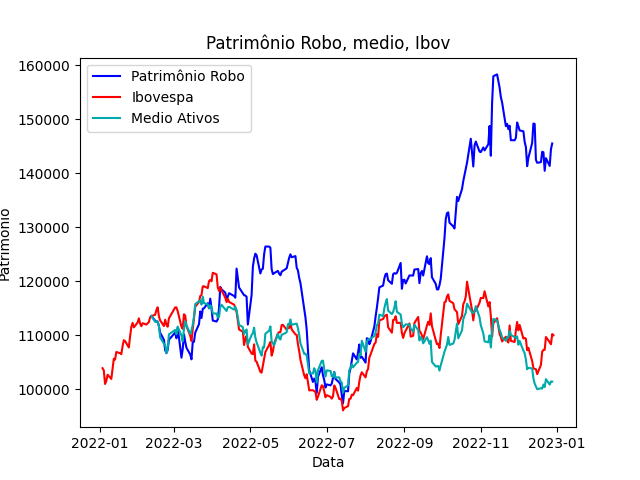 Patrimônio Robo, medio, Ibov
Patrimônio Robo
Ibovespa
Medio Ativos
Patrimonio
160000
150000
140000
130000
120000
110000
100000
2022-01
2022-03
2022-05
2022-07
2022-09
2022-11
2023-01
Data